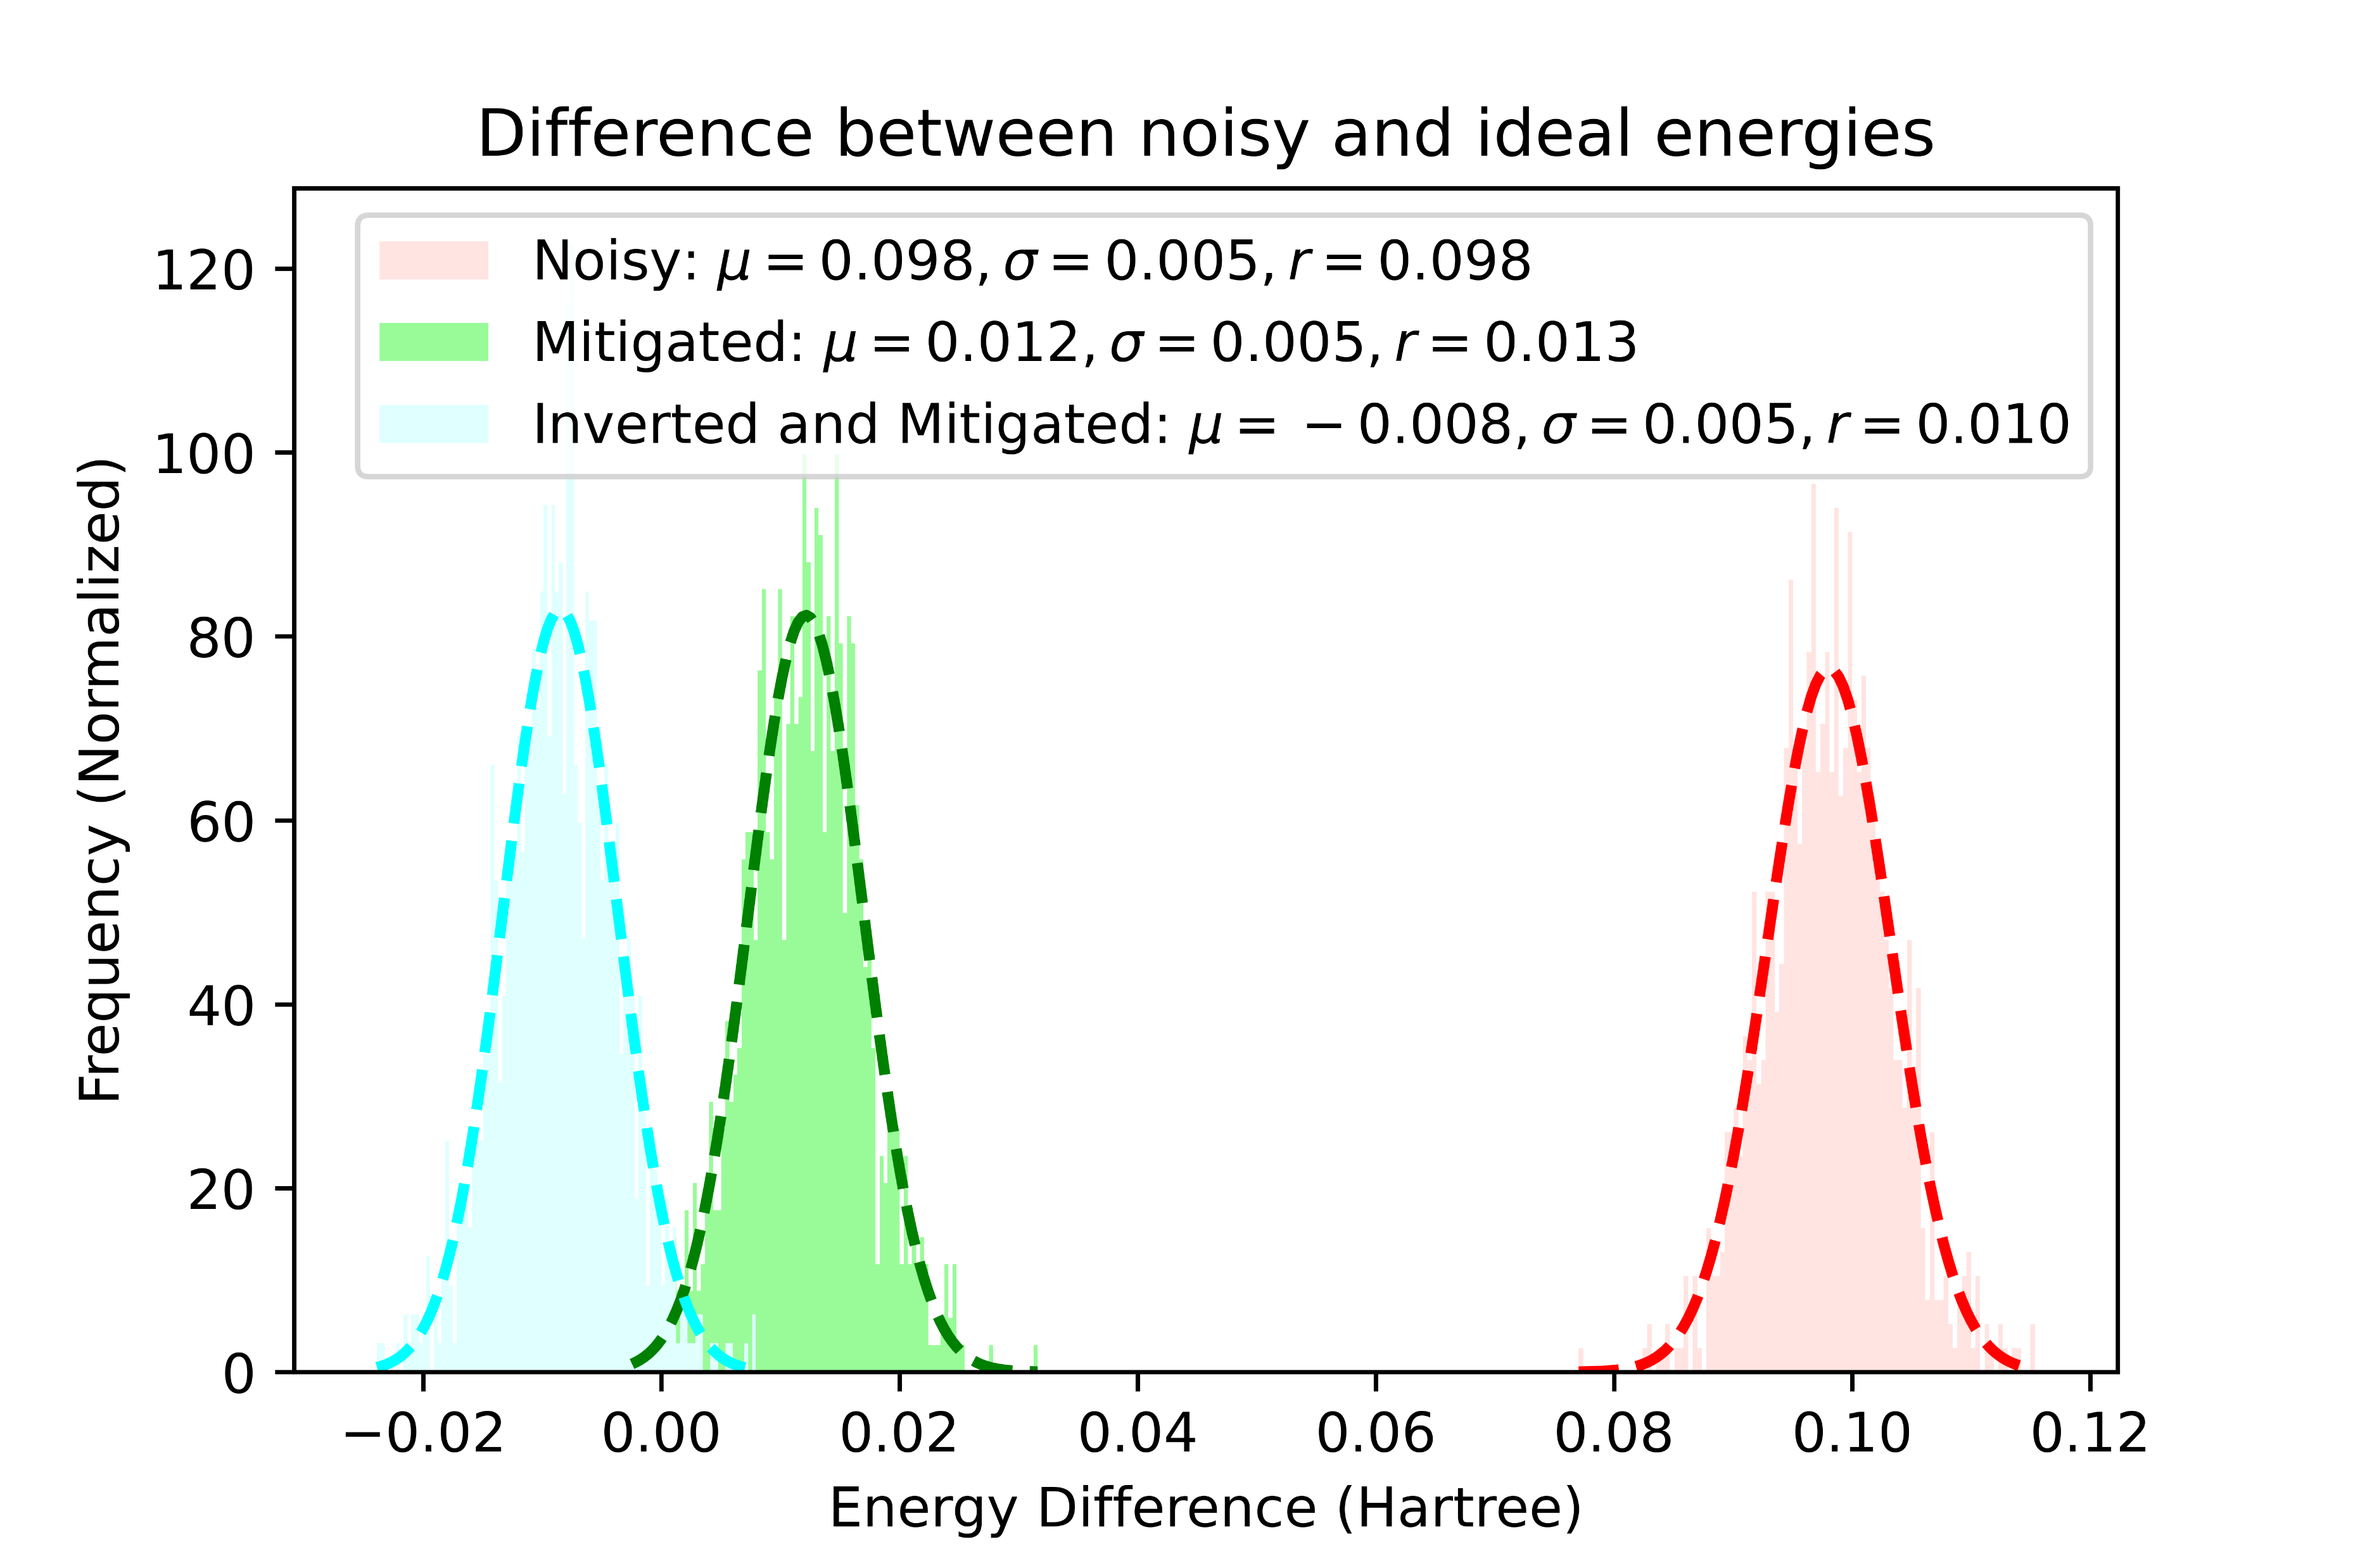 Difference between noisy and ideal energies
Noisy: μ = 0.098, σ = 0.005, r = 0.098
Mitigated: μ = 0.012, σ = 0.005, r = 0.013
Inverted and Mitigated: μ = −0.008, σ = 0.005, r = 0.010
120
100
80
60
40
20
0
Frequency (Normalized)
−0.02 0.00 0.02 0.04 0.06 0.08 0.10 0.12
Energy Difference (Hartree)